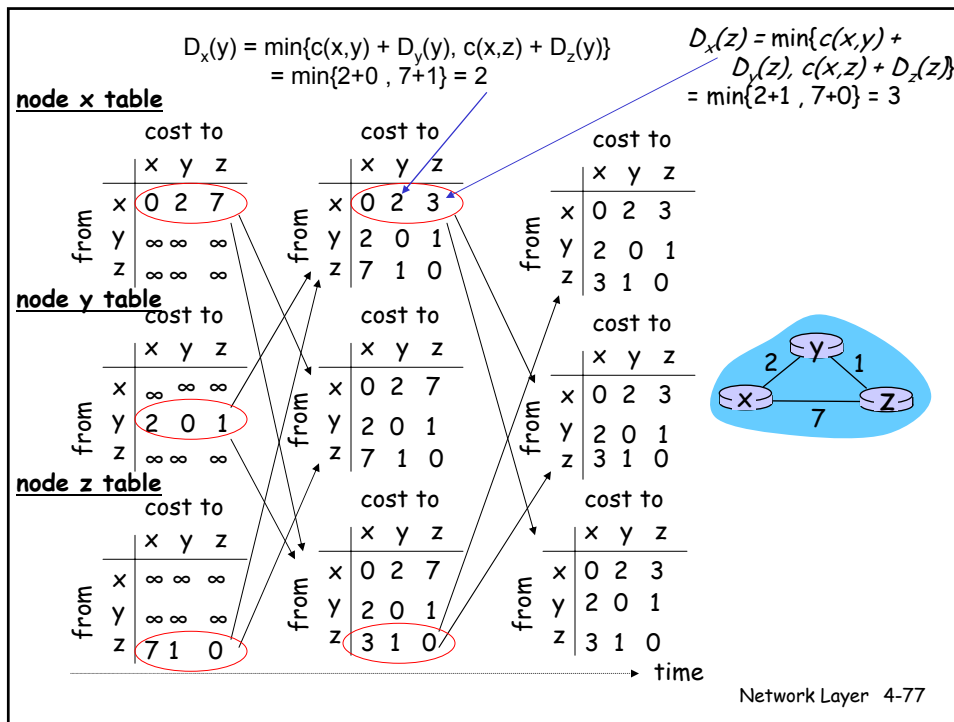 D_x(y) = min{c(x,y) + D_y(y), c(x,z) + D_z(y)}
= min{2+0 , 7+1} = 2
D_x(z) = min{c(x,y) +
D_y(z), c(x,z) + D_z(z)}
= min{2+1 , 7+0} = 3
node x table
cost to
x y z
from
x 0 2 7
y ∞ ∞ ∞
z ∞ ∞ ∞
cost to
x y z
from
x 0 2 3
y 2 0 1
z 7 1 0
cost to
x y z
from
x 0 2 3
y 2 0 1
z 3 1 0
node y table
cost to
x y z
from
x ∞ ∞ ∞
y 2 0 1
z ∞ ∞ ∞
cost to
x y z
from
x 0 2 7
y 2 0 1
z 7 1 0
cost to
x y z
from
x 0 2 3
y 2 0 1
z 3 1 0
node z table
cost to
x y z
from
x ∞ ∞ ∞
y ∞ ∞ ∞
z 7 1 0
cost to
x y z
from
x 0 2 7
y 2 0 1
z 3 1 0
cost to
x y z
from
x 0 2 3
y 2 0 1
z 3 1 0
time
y
2 1
x z
7
Network Layer 4-77